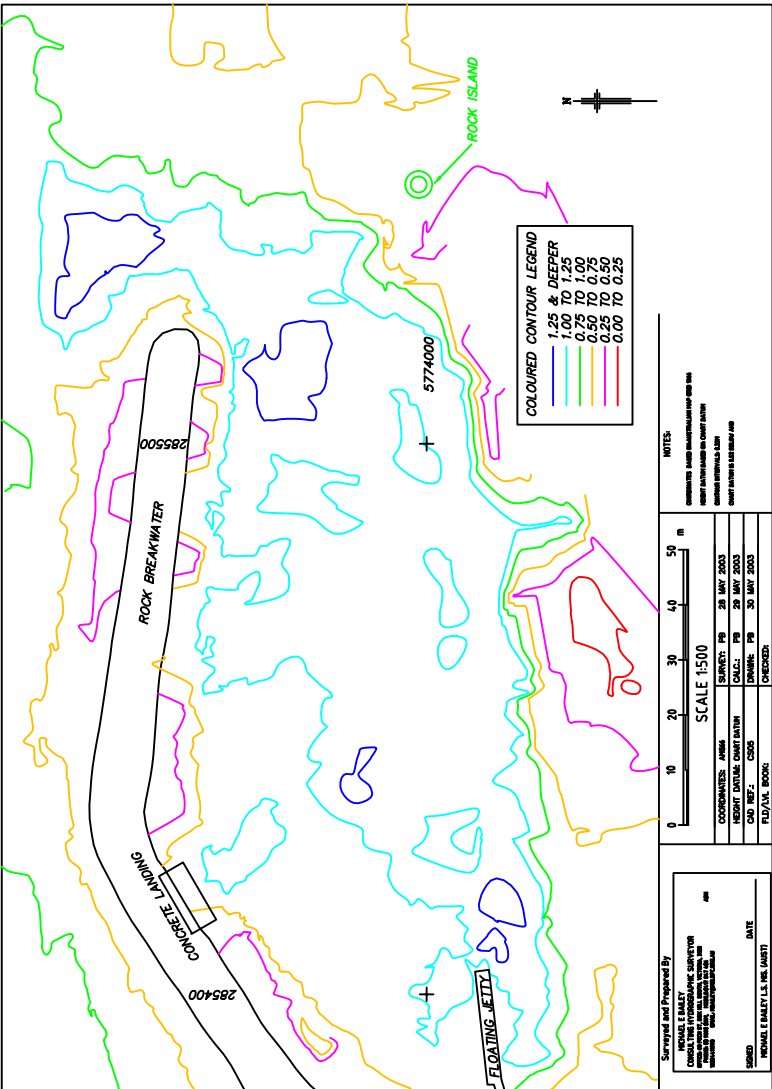 ROCK ISLAND
N
COLOURED CONTOUR LEGEND
1.25 & DEEPER
1.00 TO 1.25
0.75 TO 1.00
0.50 TO 0.75
0.25 TO 0.50
0.00 TO 0.25
5774000
285500
ROCK BREAKWATER
CONCRETE LANDING
285400
FLOATING JETTY
NOTES:
0 10 20 30 40 50 m
SCALE 1:500
COORDINATES: AMG66 SURVEY: PB 28 MAY 2003
HEIGHT DATUM: CHART DATUM CALC.: PB 29 MAY 2003
CAD REF.: CS05 DRAWN: PB 30 MAY 2003
FLD/LVL BOOK: CHECKED:
Surveyed and Prepared By
MICHAEL E BAILEY
CONSULTING HYDROGRAPHIC SURVEYOR
SIGNED DATE
MICHAEL E BAILEY L.S. MIS. (AUST)